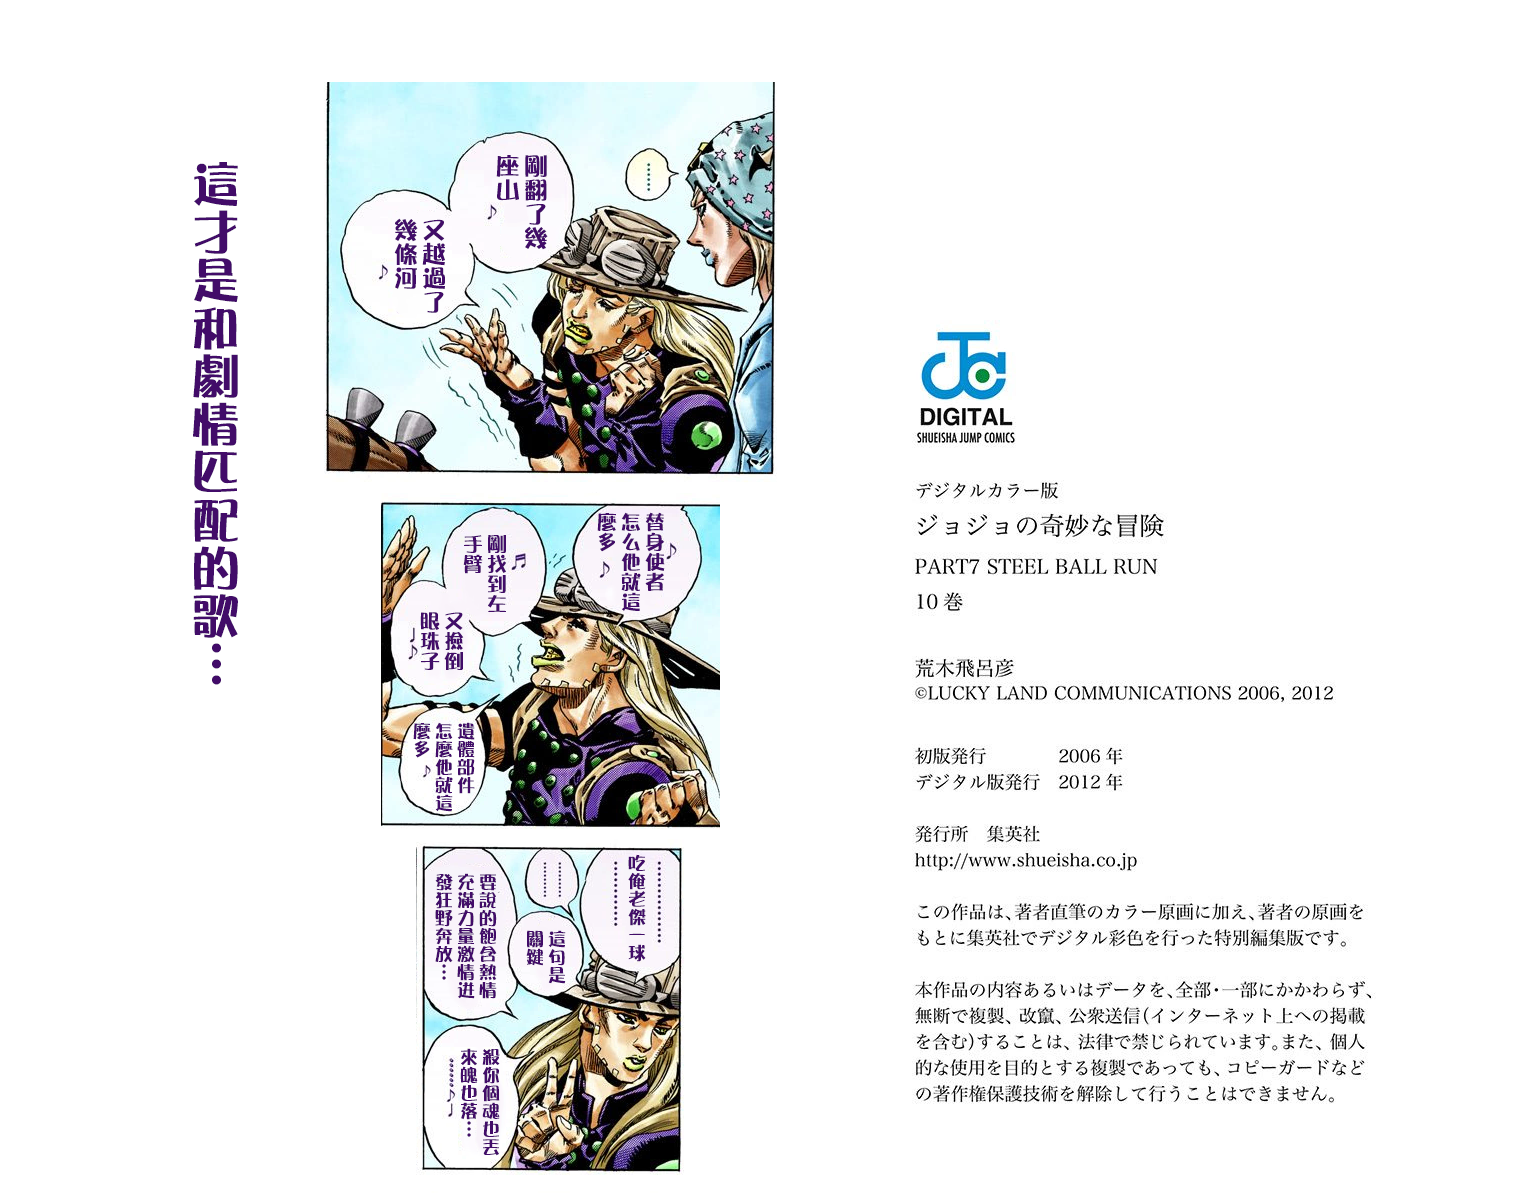 這才是和劇情匹配的歌…
……
剛翻了幾
座山♪
又越過了
幾條河
♪
替身使者
怎么他就這
麼多♪
♪
剛找到左
手臂
♬
又撿倒
眼珠子
♩♪
遺體部件
怎麼他就這
麼多♪
…………
吃俺老傑一球
…………
………
這句是
關鍵
要說的飽含熱情
充滿力量激情迸
發狂野奔放…
殺你個魂也丟
來魄也落…
……♪♩
DIGITAL
SHUEISHA JUMP COMICS
デジタルカラー版
ジョジョの奇妙な冒険
PART7 STEEL BALL RUN
10 巻
荒木飛呂彦
©LUCKY LAND COMMUNICATIONS 2006, 2012
初版発行 2006 年
デジタル版発行 2012 年
発行所 集英社
http://www.shueisha.co.jp
この作品は、著者直筆のカラー原画に加え、著者の原画を
もとに集英社でデジタル彩色を行った特別編集版です。
本作品の内容あるいはデータを、全部・一部にかかわらず、
無断で複製、改竄、公衆送信(インターネット上への掲載
を含む)することは、法律で禁じられています。また、個人
的な使用を目的とする複製であっても、コピーガードなど
の著作権保護技術を解除して行うことはできません。